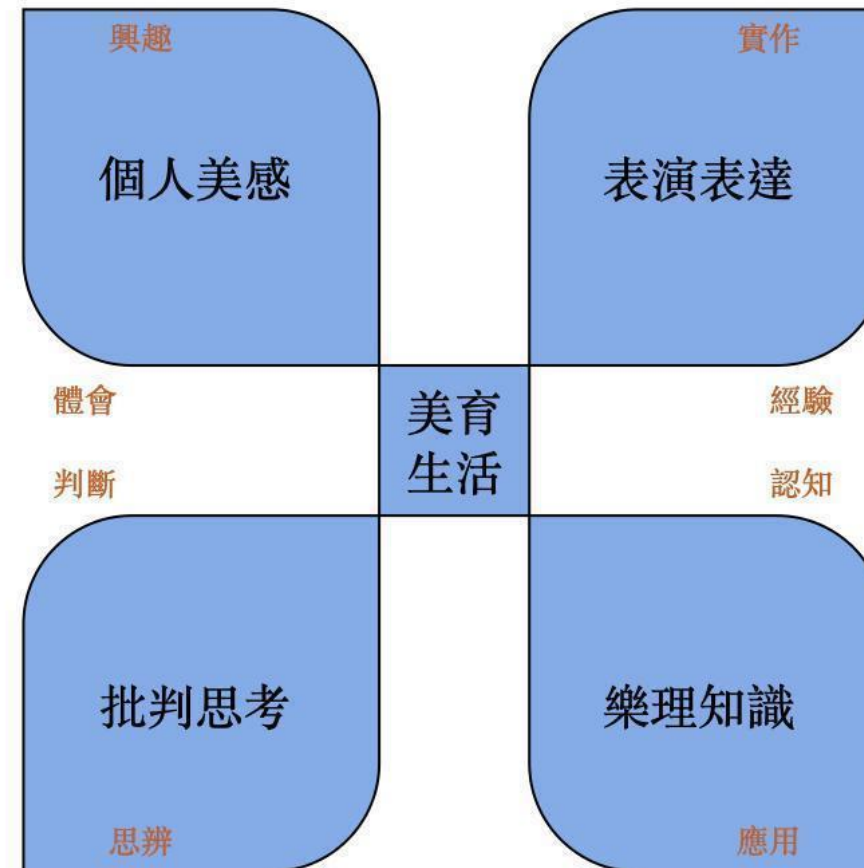 興趣
實作
個人美感
表演表達
體會
經驗
美育
生活
判斷
認知
批判思考
樂理知識
思辨
應用